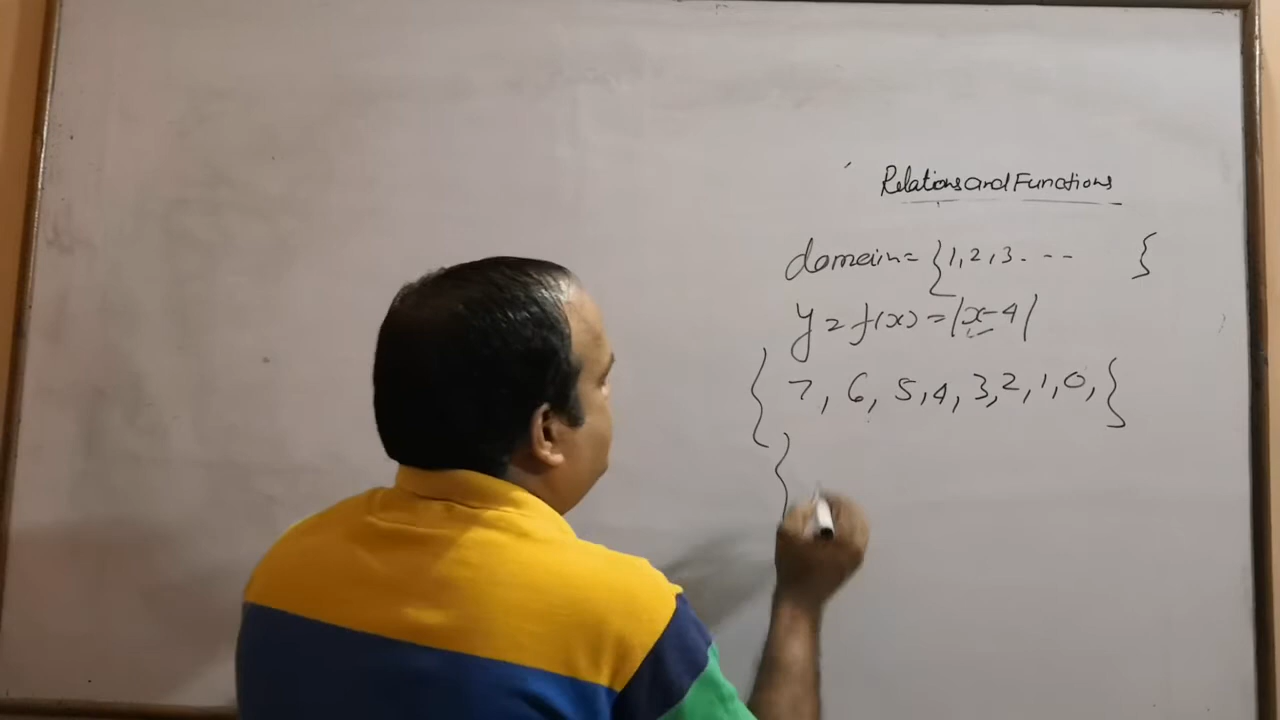 Relations and Functions
domain = {1, 2, 3. - -  }
y = f(x) = |x-4|
{ 7, 6, 5, 4, 3, 2, 1, 0, }
{